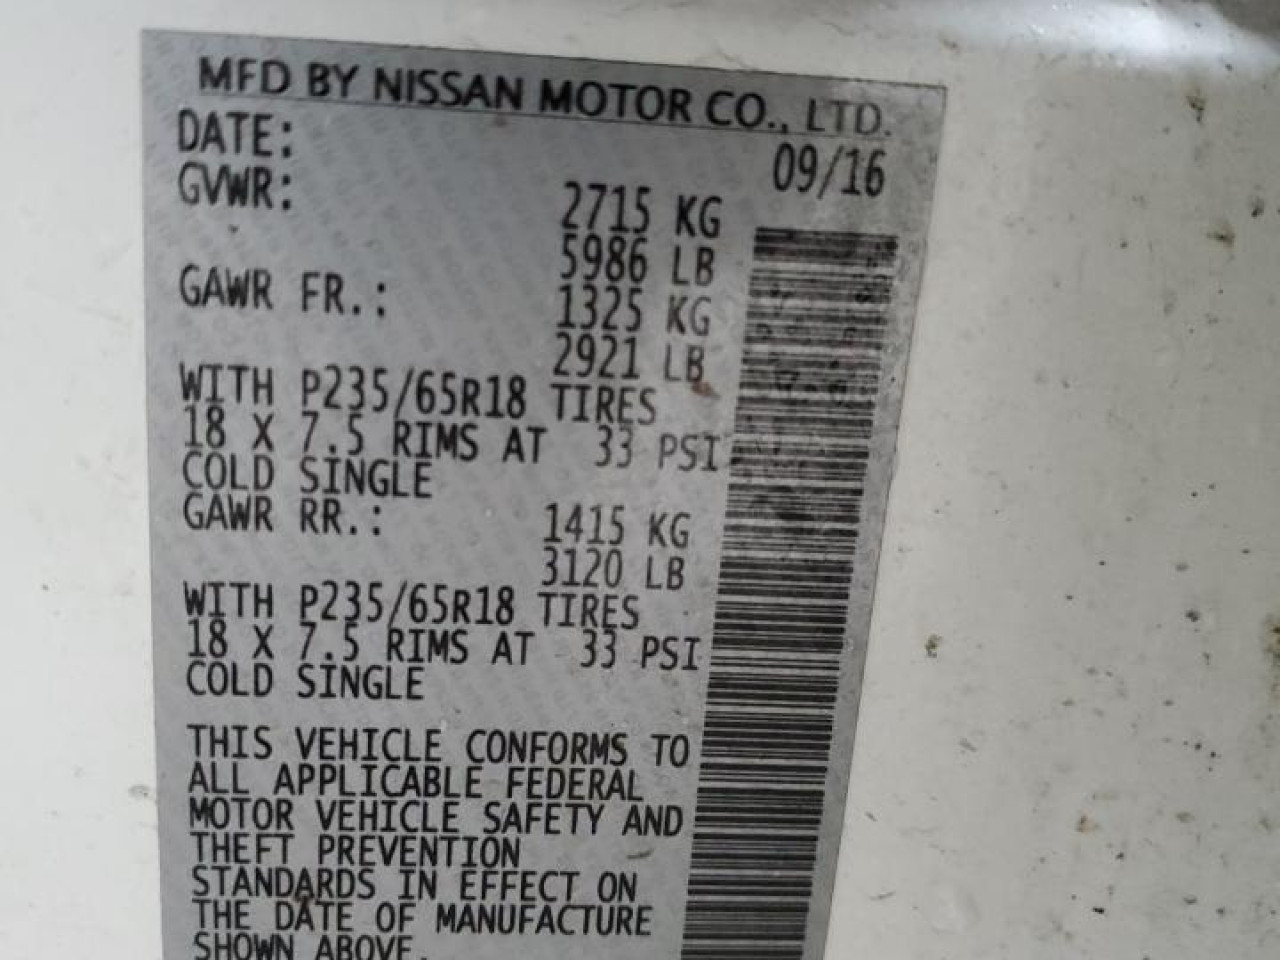 MFD BY NISSAN MOTOR CO., LTD.
DATE: 09/16
GVWR: 2715 KG
5986 LB
GAWR FR.: 1325 KG
2921 LB
WITH P235/65R18 TIRES
18 X 7.5 RIMS AT 33 PSI
COLD SINGLE
GAWR RR.: 1415 KG
3120 LB
WITH P235/65R18 TIRES
18 X 7.5 RIMS AT 33 PSI
COLD SINGLE
THIS VEHICLE CONFORMS TO
ALL APPLICABLE FEDERAL
MOTOR VEHICLE SAFETY AND
THEFT PREVENTION
STANDARDS IN EFFECT ON
THE DATE OF MANUFACTURE
SHOWN ABOVE.